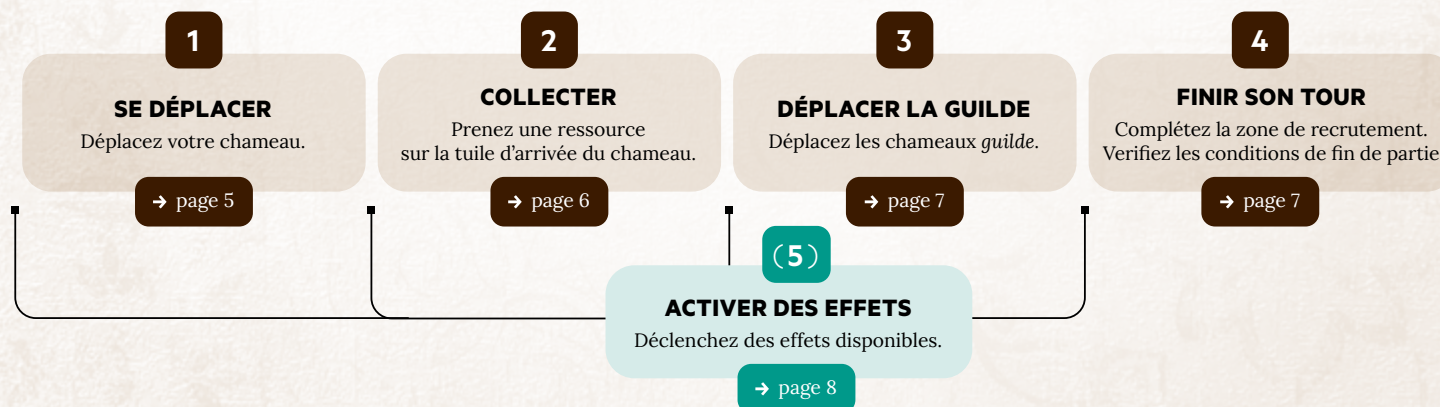 1
SE DÉPLACER
Déplacez votre chameau.
→ page 5
2
COLLECTER
Prenez une ressource
sur la tuile d’arrivée du chameau.
→ page 6
3
DÉPLACER LA GUILDE
Déplacez les chameaux guilde.
→ page 7
4
FINIR SON TOUR
Complétez la zone de recrutement.
Verifiez les conditions de fin de partie
→ page 7
(5)
ACTIVER DES EFFETS
Déclenchez des effets disponibles.
→ page 8